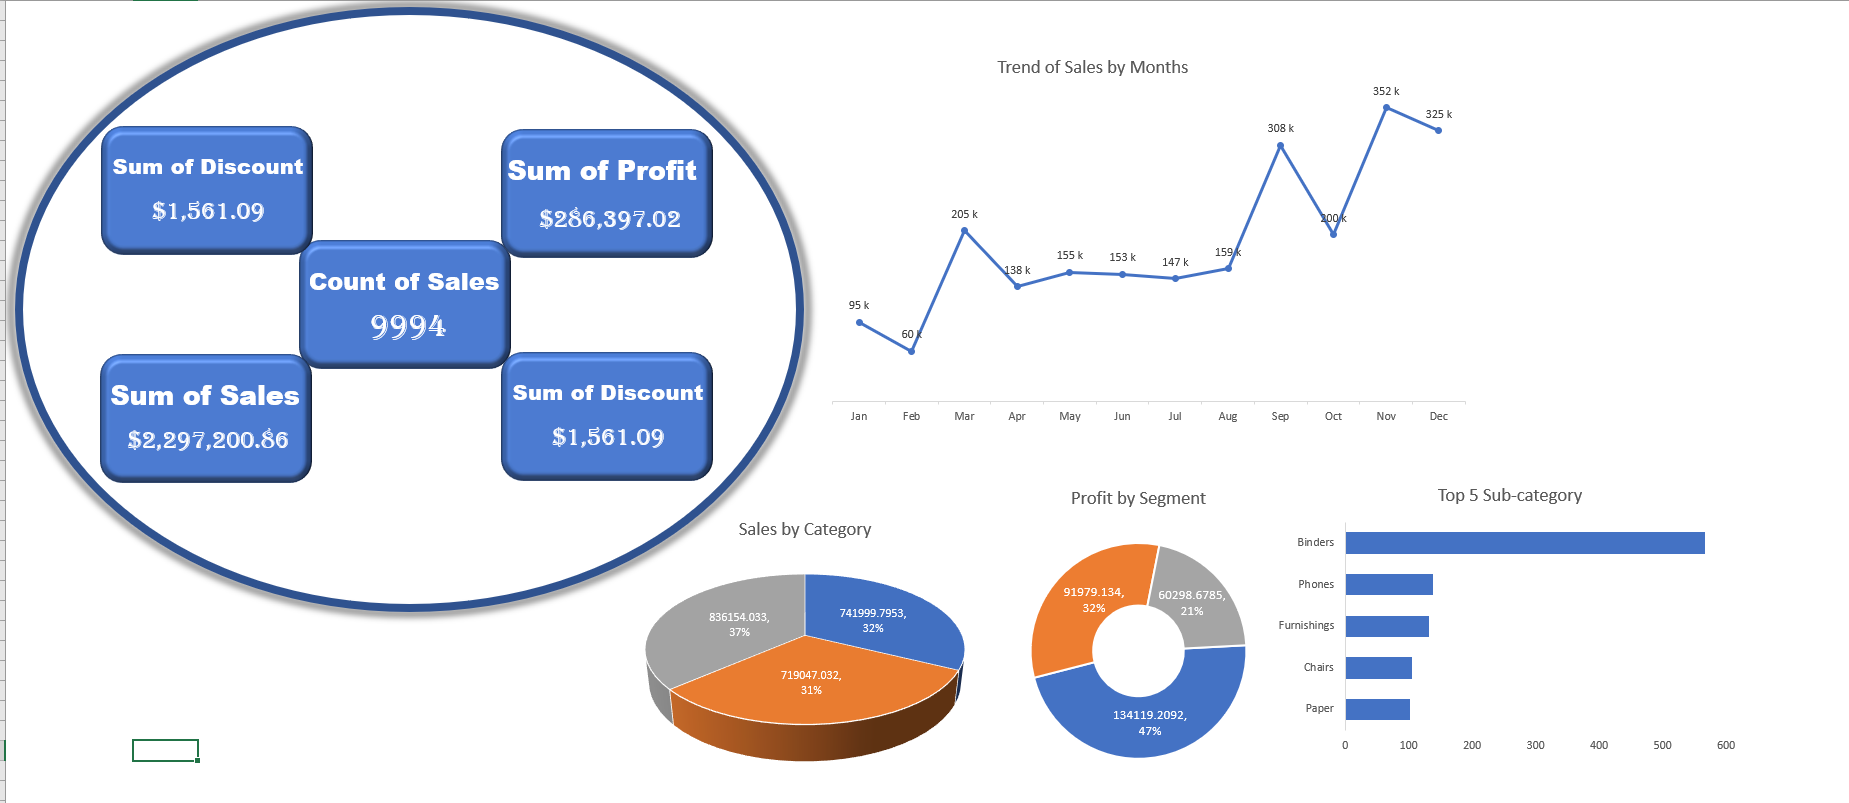 Sum of Discount
$1,561.09
Sum of Profit
$286,397.02
Count of Sales
9994
Sum of Sales
$2,297,200.86
Sum of Discount
$1,561.09
Trend of Sales by Months
95 k
60 k
205 k
138 k
155 k
153 k
147 k
159 k
308 k
200 k
352 k
325 k
Jan
Feb
Mar
Apr
May
Jun
Jul
Aug
Sep
Oct
Nov
Dec
Sales by Category
836154.033,
37%
741999.7953,
32%
719047.032,
31%
Profit by Segment
91979.134,
32%
60298.6785,
21%
134119.2092,
47%
Top 5 Sub-category
Binders
Phones
Furnishings
Chairs
Paper
0
100
200
300
400
500
600